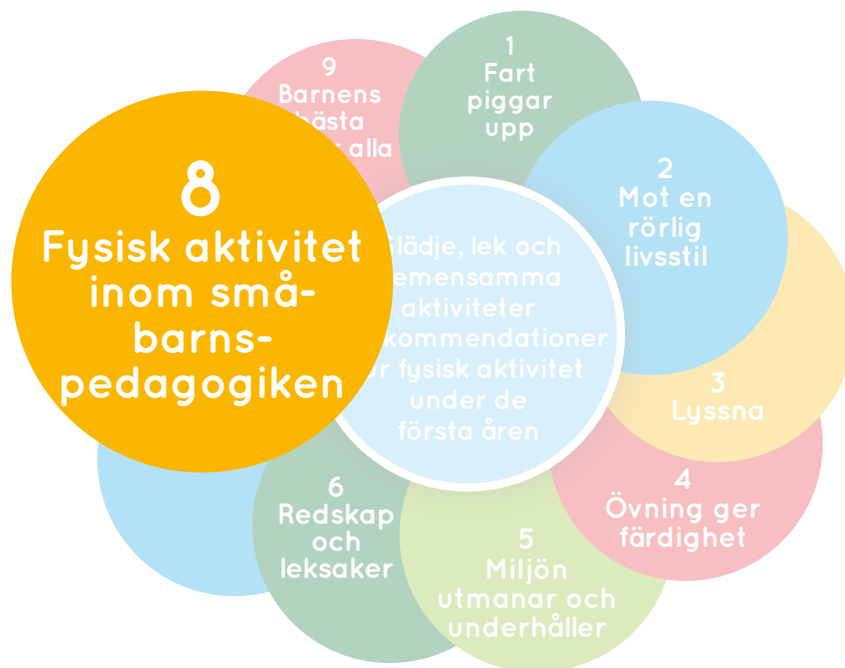 1
Fart
piggar
upp
2
Mot en
rörlig
livsstil
3
Lyssna
4
Övning ger
färdighet
5
Miljön
utmanar och
underhåller
6
Redskap
och
leksaker
8
Fysisk aktivitet
inom små-
barns-
pedagogiken
9
Barnens
alla
lek och
aktiviteter
fysisk aktivitet
under de
första åren